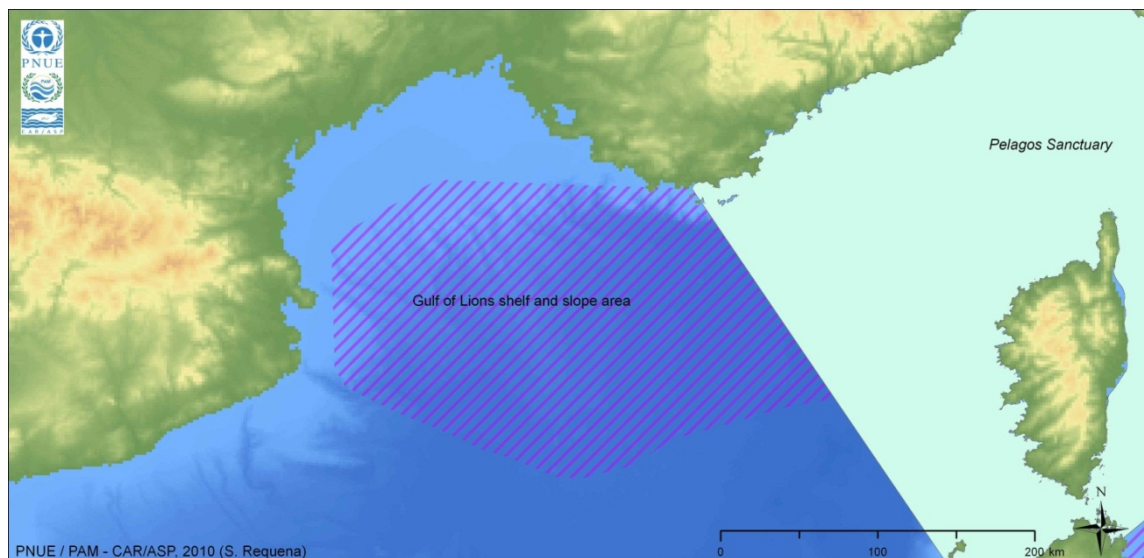 PNUE
PAM
CAR/ASP
Pelagos Sanctuary
Gulf of Lions shelf and slope area
N
0 100 200 km
PNUE / PAM - CAR/ASP, 2010 (S. Requena)